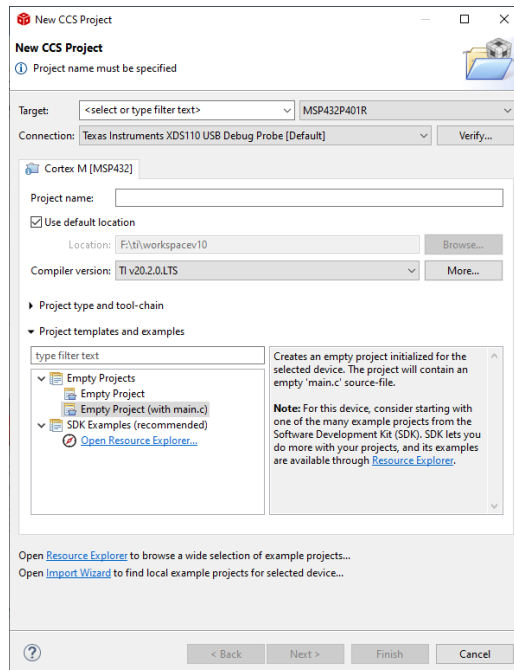 New CCS Project
New CCS Project
Project name must be specified
Target: <select or type filter text> MSP432P401R
Connection: Texas Instruments XDS110 USB Debug Probe [Default] Verify...
Cortex M [MSP432]
Project name:
Use default location
Location: F:\ti\workspacev10 Browse...
Compiler version: TI v20.2.0.LTS More...
Project type and tool-chain
Project templates and examples
type filter text
Empty Projects
Empty Project
Empty Project (with main.c)
SDK Examples (recommended)
Open Resource Explorer...
Creates an empty project initialized for the
selected device. The project will contain an
empty 'main.c' source-file.
Note: For this device, consider starting with
one of the many example projects from the
Software Development Kit (SDK). SDK lets you
do more with your projects, and its examples
are available through Resource Explorer.
Open Resource Explorer to browse a wide selection of example projects...
Open Import Wizard to find local example projects for selected device...
? < Back Next > Finish Cancel